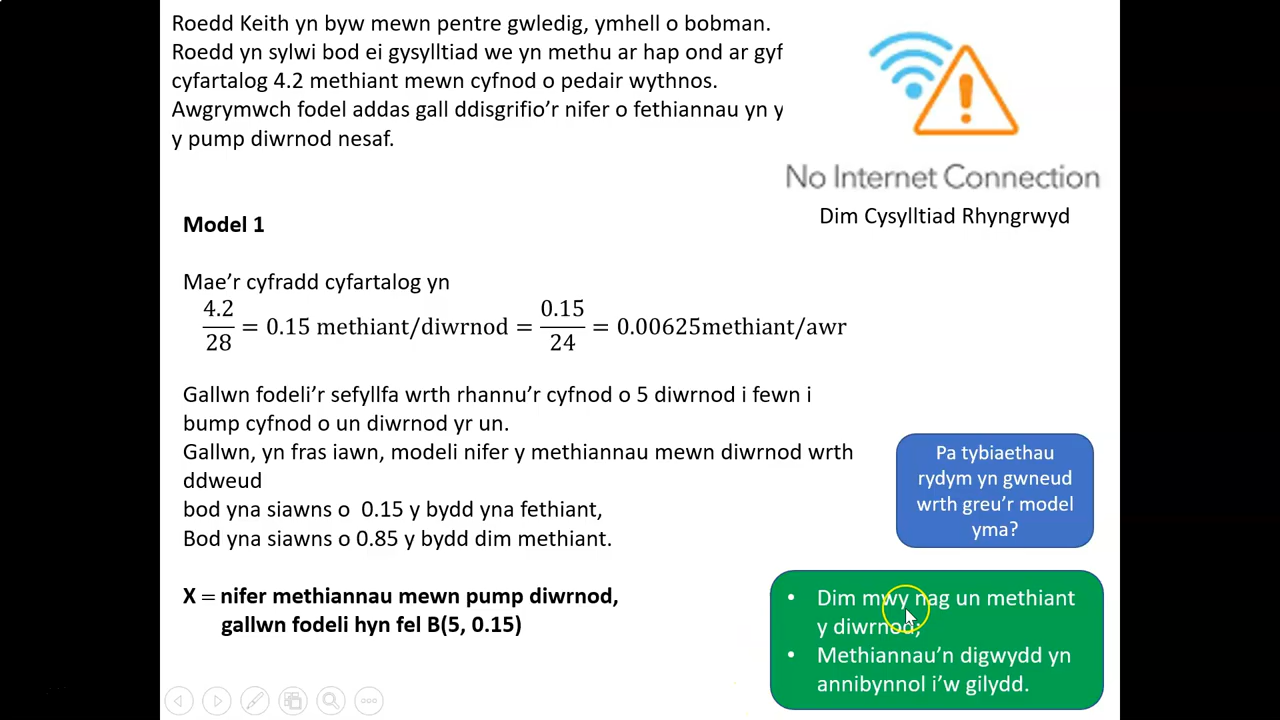 Roedd Keith yn byw mewn pentre gwledig, ymhell o bobman.
Roedd yn sylwi bod ei gysylltiad we yn methu ar hap ond ar
cyfartalog 4.2 methiant mewn cyfnod o pedair wythnos.
Awgrymwch fodel addas gall ddisgrifio’r nifer o fethiannau yn
y pump diwrnod nesaf.
No Internet Connection
Dim Cysylltiad Rhyngrwyd
Model 1
Mae’r cyfradd cyfartalog yn
4.2/28 = 0.15 methiant/diwrnod = 0.15/24 = 0.00625methiant/awr
Gallwn fodeli’r sefyllfa wrth rhannu’r cyfnod o 5 diwrnod i fewn i
bump cyfnod o un diwrnod yr un.
Gallwn, yn fras iawn, modeli nifer y methiannau mewn diwrnod wrth
ddweud
bod yna siawns o 0.15 y bydd yna fethiant,
Bod yna siawns o 0.85 y bydd dim methiant.
X = nifer methiannau mewn pump diwrnod,
gallwn fodeli hyn fel B(5, 0.15)
Pa tybiaethau
rydym yn gwneud
wrth greu’r model
yma?
• Dim mwy nag un methiant
y diwrnod;
• Methiannau’n digwydd yn
annibynnol i’w gilydd.